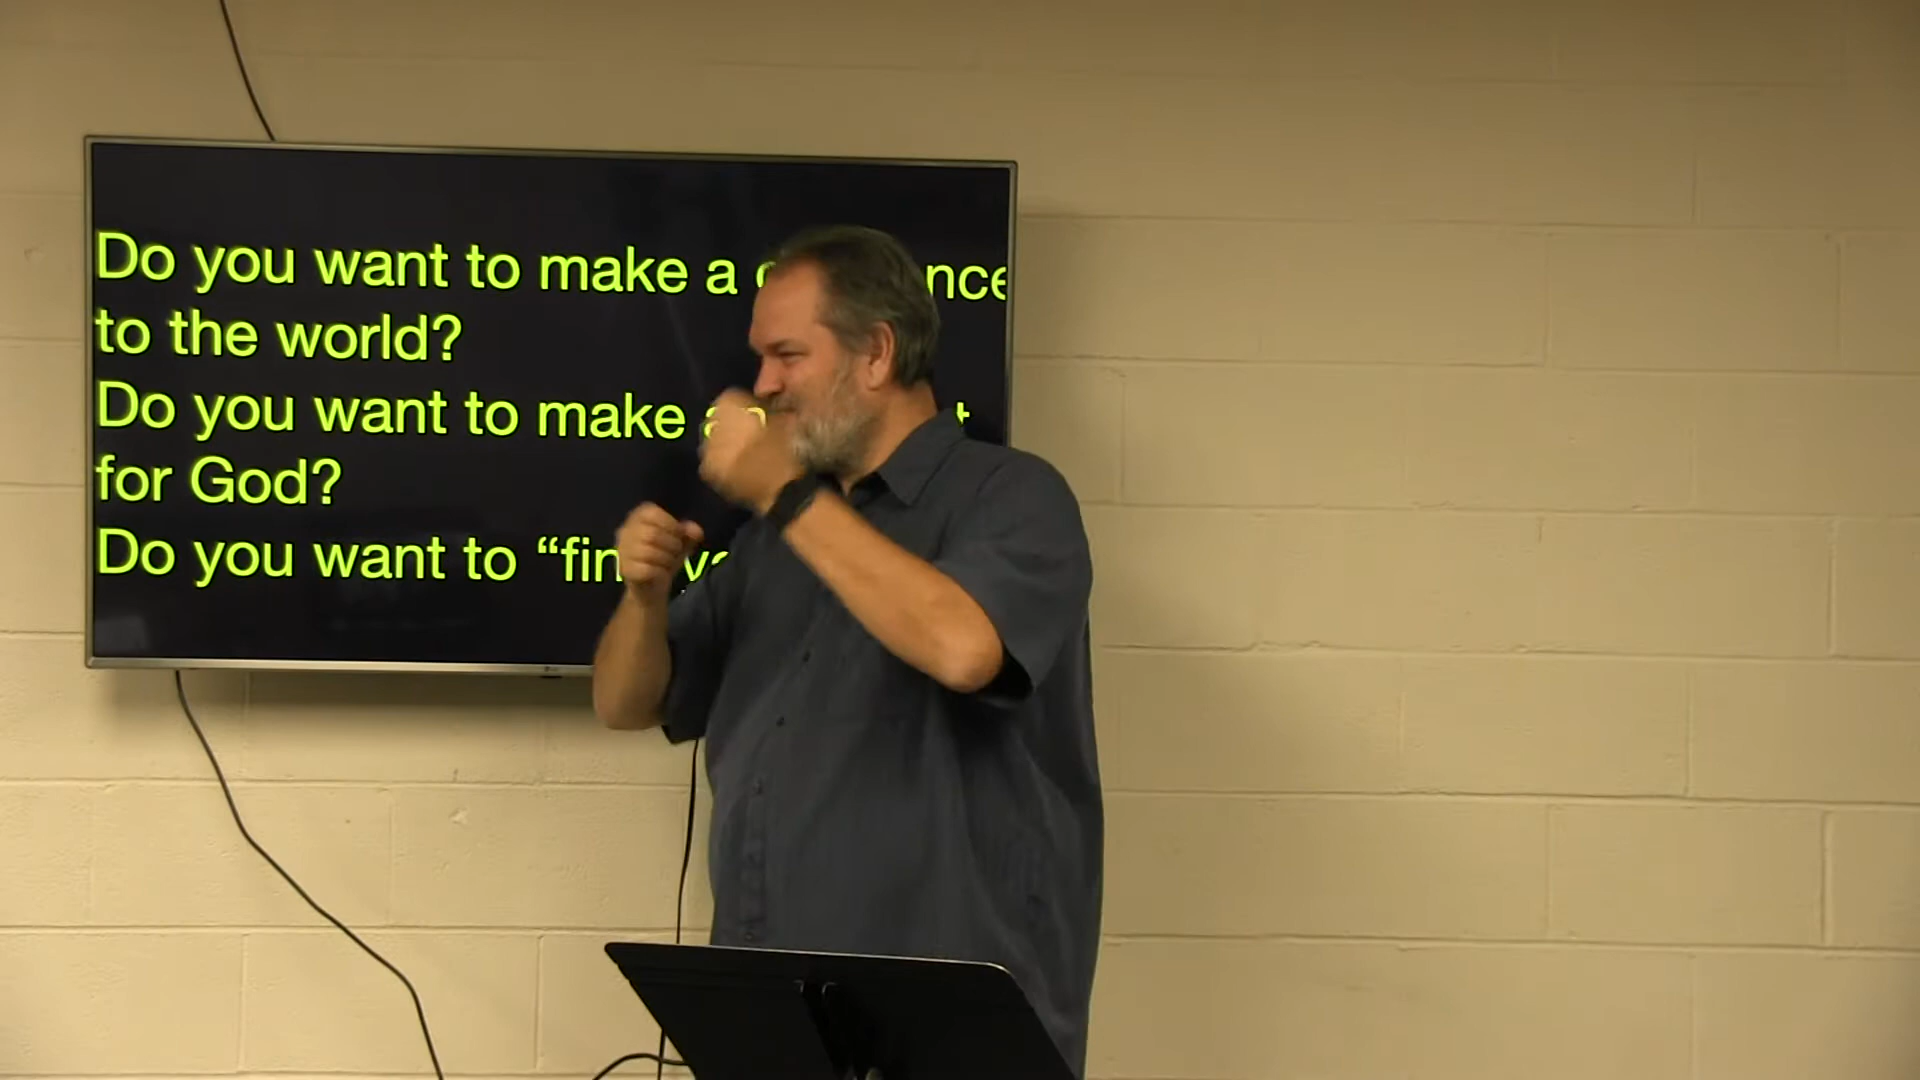 Do you want to make a
to the world?
Do you want to make
for God?
Do you want to